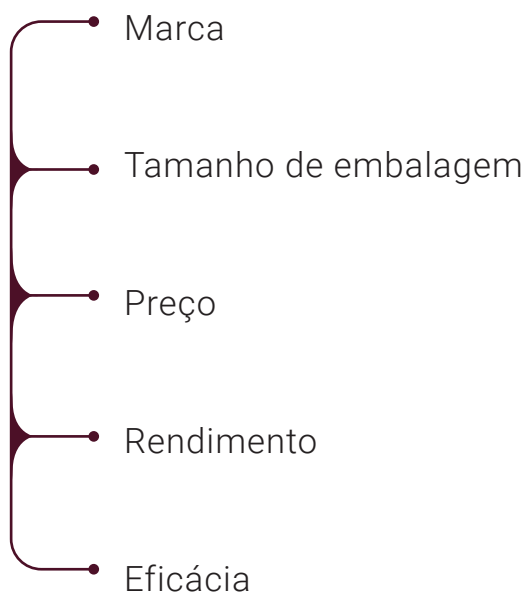 Marca
Tamanho de embalagem
Preço
Rendimento
Eficácia